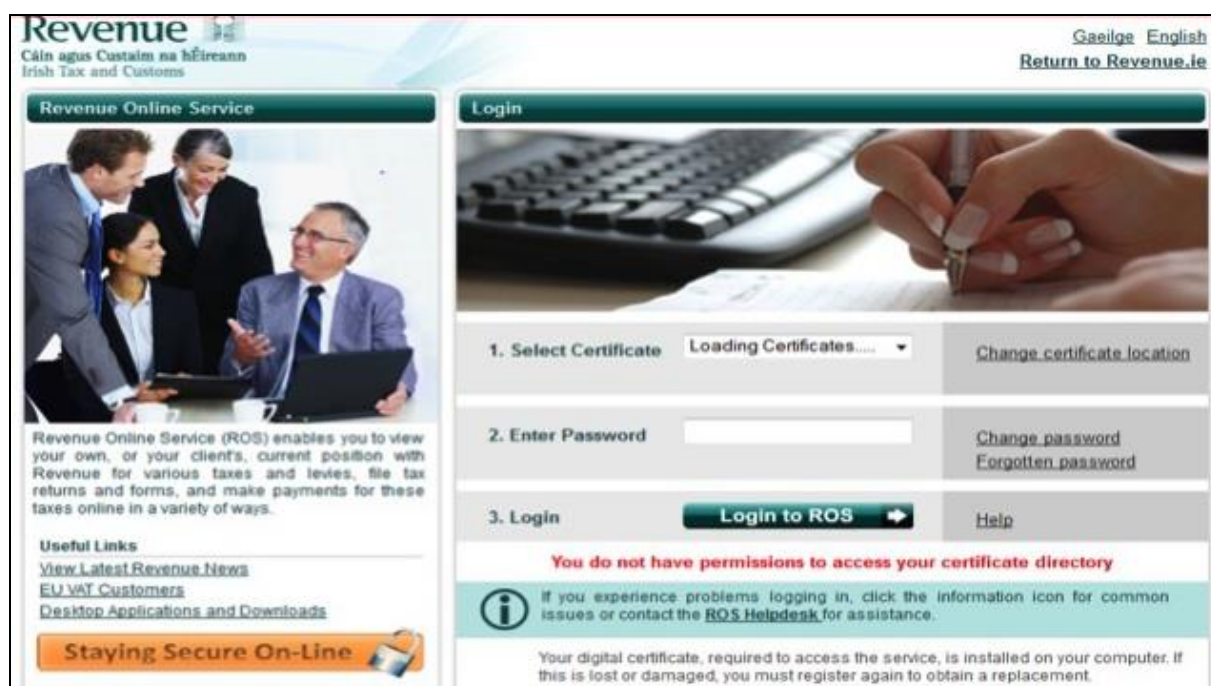 Revenue
Cáin agus Custaim na hÉireann
Irish Tax and Customs
Gaeilge English
Return to Revenue.ie
Revenue Online Service
Revenue Online Service (ROS) enables you to view
your own, or your client's, current position with
Revenue for various taxes and levies, file tax
returns and forms, and make payments for these
taxes online in a variety of ways.
Useful Links
View Latest Revenue News
EU VAT Customers
Desktop Applications and Downloads
Staying Secure On-Line
Login
1. Select Certificate
Loading Certificates.....
Change certificate location
2. Enter Password
Change password
Forgotten password
3. Login
Login to ROS
Help
You do not have permissions to access your certificate directory
If you experience problems logging in, click the information icon for common
issues or contact the ROS Helpdesk for assistance.
Your digital certificate, required to access the service, is installed on your computer. If
this is lost or damaged, you must register again to obtain a replacement.